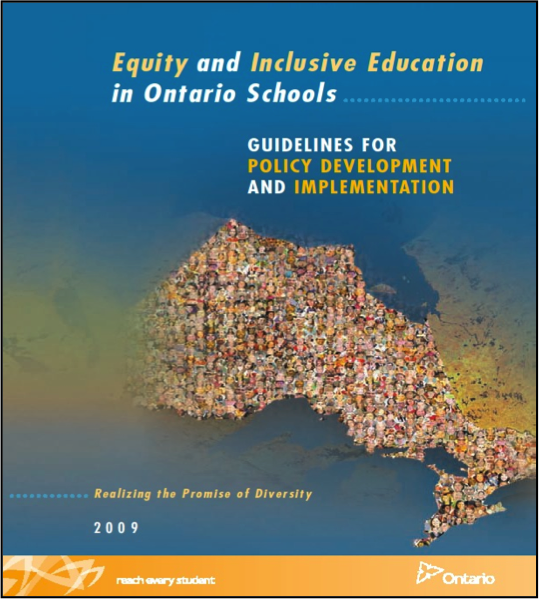 Equity and Inclusive Education
in Ontario Schools
GUIDELINES FOR
POLICY DEVELOPMENT
AND IMPLEMENTATION
Realizing the Promise of Diversity
2009
reach every student
Ontario